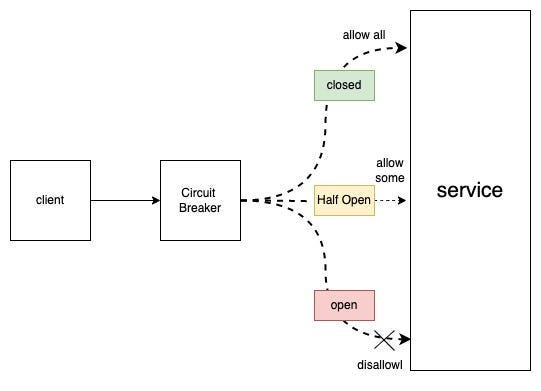 allow all
closed
allow
some
client
Circuit
Breaker
Half Open
service
open
disallowl